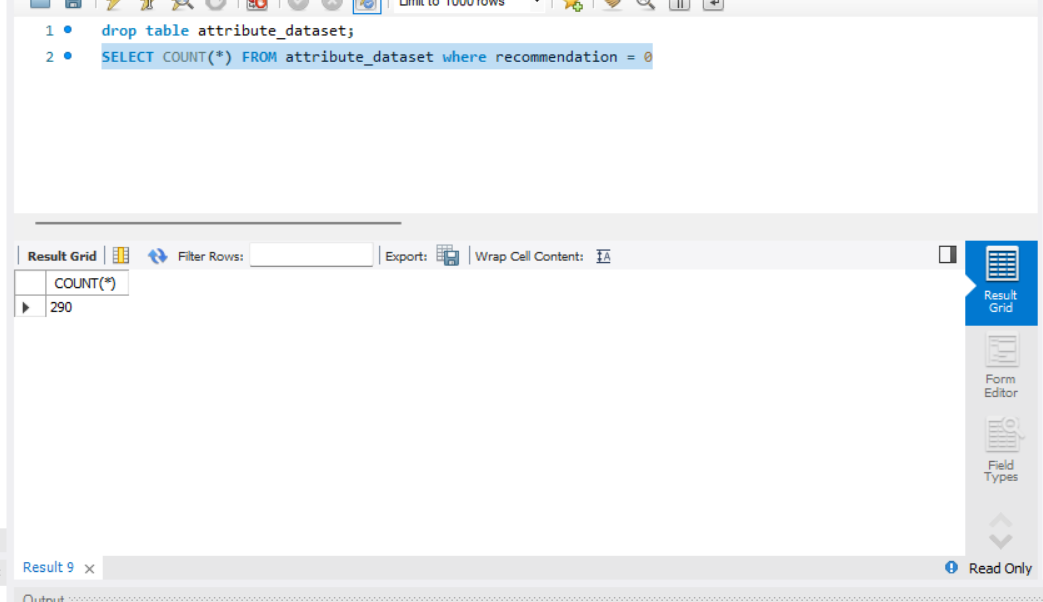 Limit to 1000 rows
1 drop table attribute_dataset;
2 SELECT COUNT(*) FROM attribute_dataset where recommendation = 0
Result Grid Filter Rows: Export: Wrap Cell Content: IA
COUNT(*)
290
Result Grid
Form Editor
Field Types
Result 9 × Read Only
Output